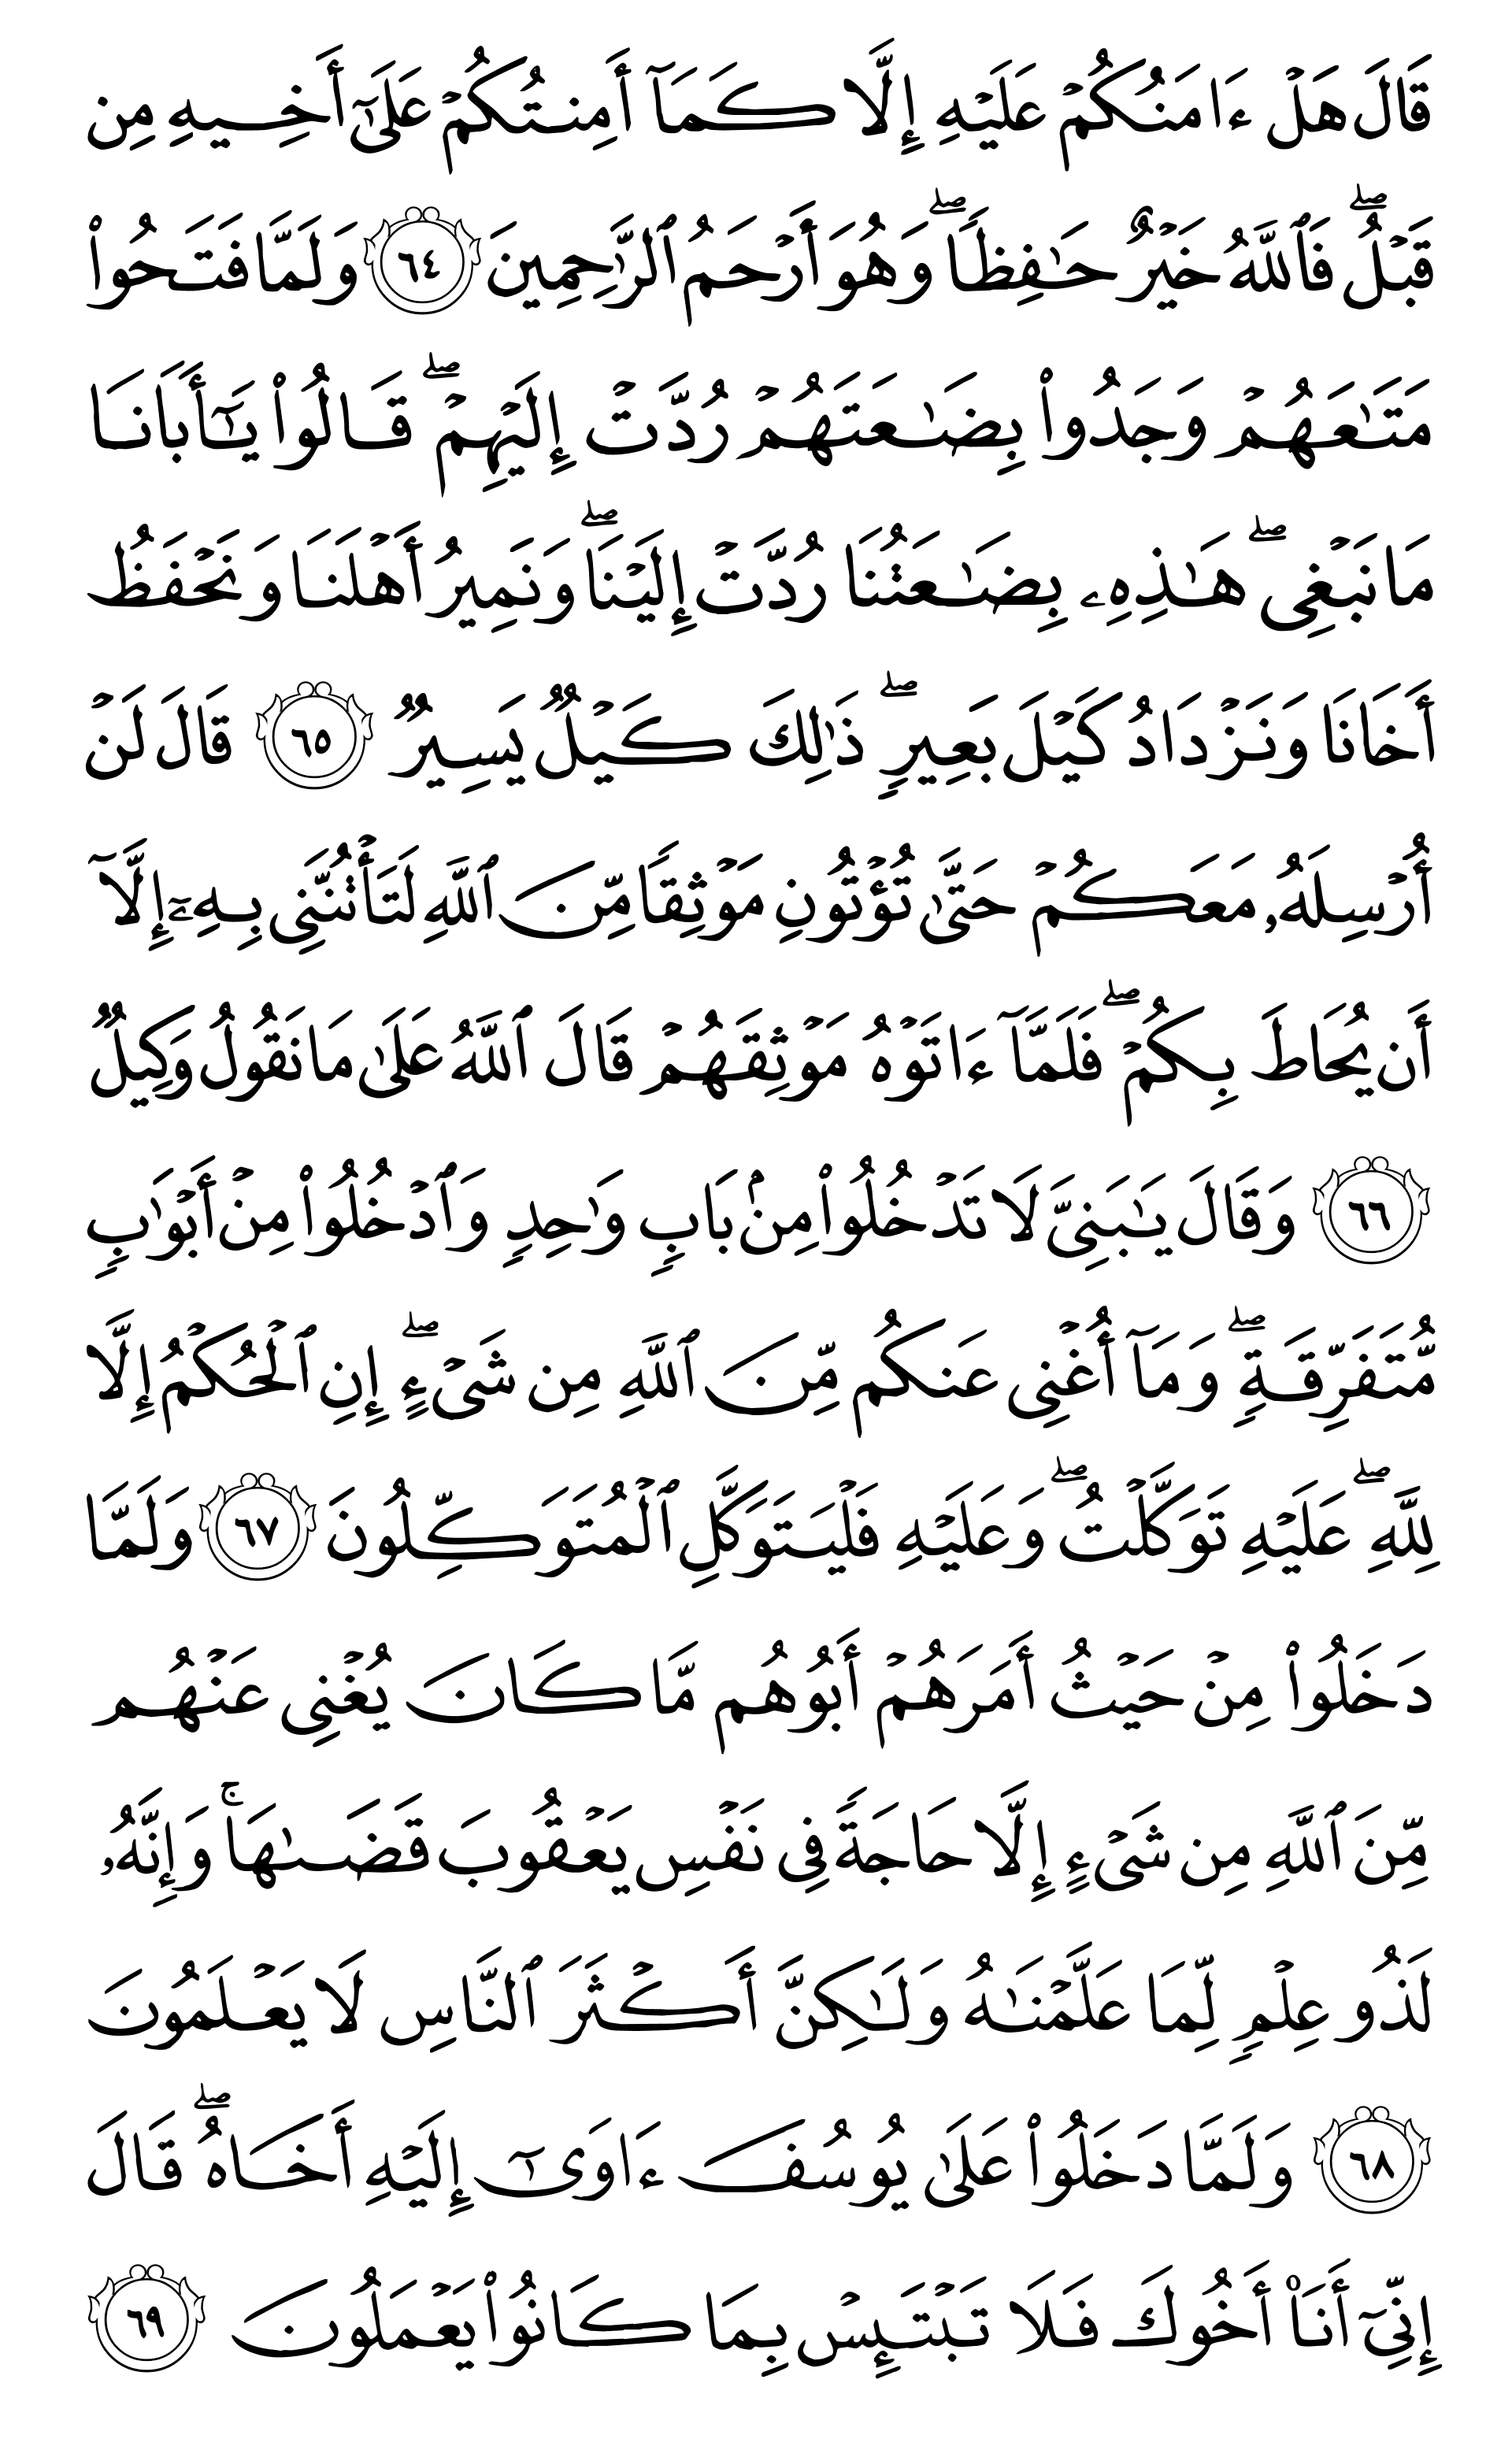 قَالَ هَلْ ءَامَنُكُمْ عَلَيْهِ إِلَّا كَمَآ أَمِنتُكُمْ عَلَىٰٓ أَخِيهِ مِن
قَبْلُ ۖ فَٱللَّهُ خَيْرٌ حَـٰفِظًا ۖ وَهُوَ أَرْحَمُ ٱلرَّٰحِمِينَ ٦٤ وَلَمَّا فَتَحُوا۟
مَتَـٰعَهُمْ وَجَدُوا۟ بِضَـٰعَتَهُمْ رُدَّتْ إِلَيْهِمْ ۖ قَالُوا۟ يَـٰٓأَبَانَا
مَا نَبْغِى ۖ هَـٰذِهِۦ بِضَـٰعَتُنَا رُدَّتْ إِلَيْنَا ۖ وَنَمِيرُ أَهْلَنَا وَنَحْفَظُ
أَخَانَا وَنَزْدَادُ كَيْلَ بَعِيرٍ ۖ ذَٰلِكَ كَيْلٌ يَسِيرٌ ٦٥ قَالَ لَنْ
أُرْسِلَهُۥ مَعَكُمْ حَتَّىٰ تُؤْتُونِ مَوْثِقًا مِّنَ ٱللَّهِ لَتَأْتُنَّنِى بِهِۦٓ إِلَّآ
أَن يُحَاطَ بِكُمْ ۖ فَلَمَّآ ءَاتَوْهُ مَوْثِقَهُمْ قَالَ ٱللَّهُ عَلَىٰ مَا نَقُولُ وَكِيلٌ
٦٦ وَقَالَ يَـٰبَنِىَّ لَا تَدْخُلُوا۟ مِنۢ بَابٍ وَٰحِدٍ وَٱدْخُلُوا۟ مِنْ أَبْوَٰبٍ
مُّتَفَرِّقَةٍ ۖ وَمَآ أُغْنِى عَنكُم مِّنَ ٱللَّهِ مِن شَىْءٍ ۖ إِنِ ٱلْحُكْمُ إِلَّا
لِلَّهِ ۖ عَلَيْهِ تَوَكَّلْتُ ۖ وَعَلَيْهِ فَلْيَتَوَكَّلِ ٱلْمُتَوَكِّلُونَ ٦٧ وَلَمَّا
دَخَلُوا۟ مِنْ حَيْثُ أَمَرَهُمْ أَبُوهُم مَّا كَانَ يُغْنِى عَنْهُم
مِّنَ ٱللَّهِ مِن شَىْءٍ إِلَّا حَاجَةً فِى نَفْسِ يَعْقُوبَ قَضَىٰهَا ۚ وَإِنَّهُۥ
لَذُو عِلْمٍ لِّمَا عَلَّمْنَـٰهُ وَلَـٰكِنَّ أَكْثَرَ ٱلنَّاسِ لَا يَعْلَمُونَ
٦٨ وَلَمَّا دَخَلُوا۟ عَلَىٰ يُوسُفَ ءَاوَىٰٓ إِلَيْهِ أَخَاهُ ۖ قَالَ
إِنِّىٓ أَنَا۠ أَخُوكَ فَلَا تَبْتَئِسْ بِمَا كَانُوا۟ يَعْمَلُونَ ٦٩